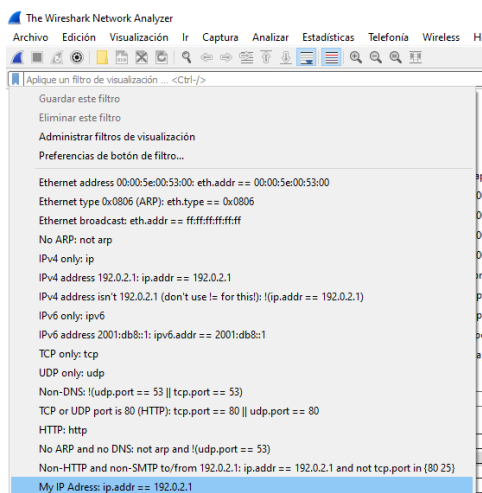 The Wireshark Network Analyzer
Archivo Edición Visualización Ir Captura Analizar Estadísticas Telefonía Wireless H
Aplique un filtro de visualización ... <Ctrl-/>
Guardar este filtro
Eliminar este filtro
Administrar filtros de visualización
Preferencias de botón de filtro...
Ethernet address 00:00:5e:00:53:00: eth.addr == 00:00:5e:00:53:00
Ethernet type 0x0806 (ARP): eth.type == 0x0806
Ethernet broadcast: eth.addr == ff:ff:ff:ff:ff:ff
No ARP: not arp
IPv4 only: ip
IPv4 address 192.0.2.1: ip.addr == 192.0.2.1
IPv4 address isn't 192.0.2.1 (don't use != for this!): !(ip.addr == 192.0.2.1)
IPv6 only: ipv6
IPv6 address 2001:db8::1: ipv6.addr == 2001:db8::1
TCP only: tcp
UDP only: udp
Non-DNS: !(udp.port == 53 || tcp.port == 53)
TCP or UDP port is 80 (HTTP): tcp.port == 80 || udp.port == 80
HTTP: http
No ARP and no DNS: not arp and !(udp.port == 53)
Non-HTTP and non-SMTP to/from 192.0.2.1: ip.addr == 192.0.2.1 and not tcp.port in {80 25}
My IP Adress: ip.addr == 192.0.2.1